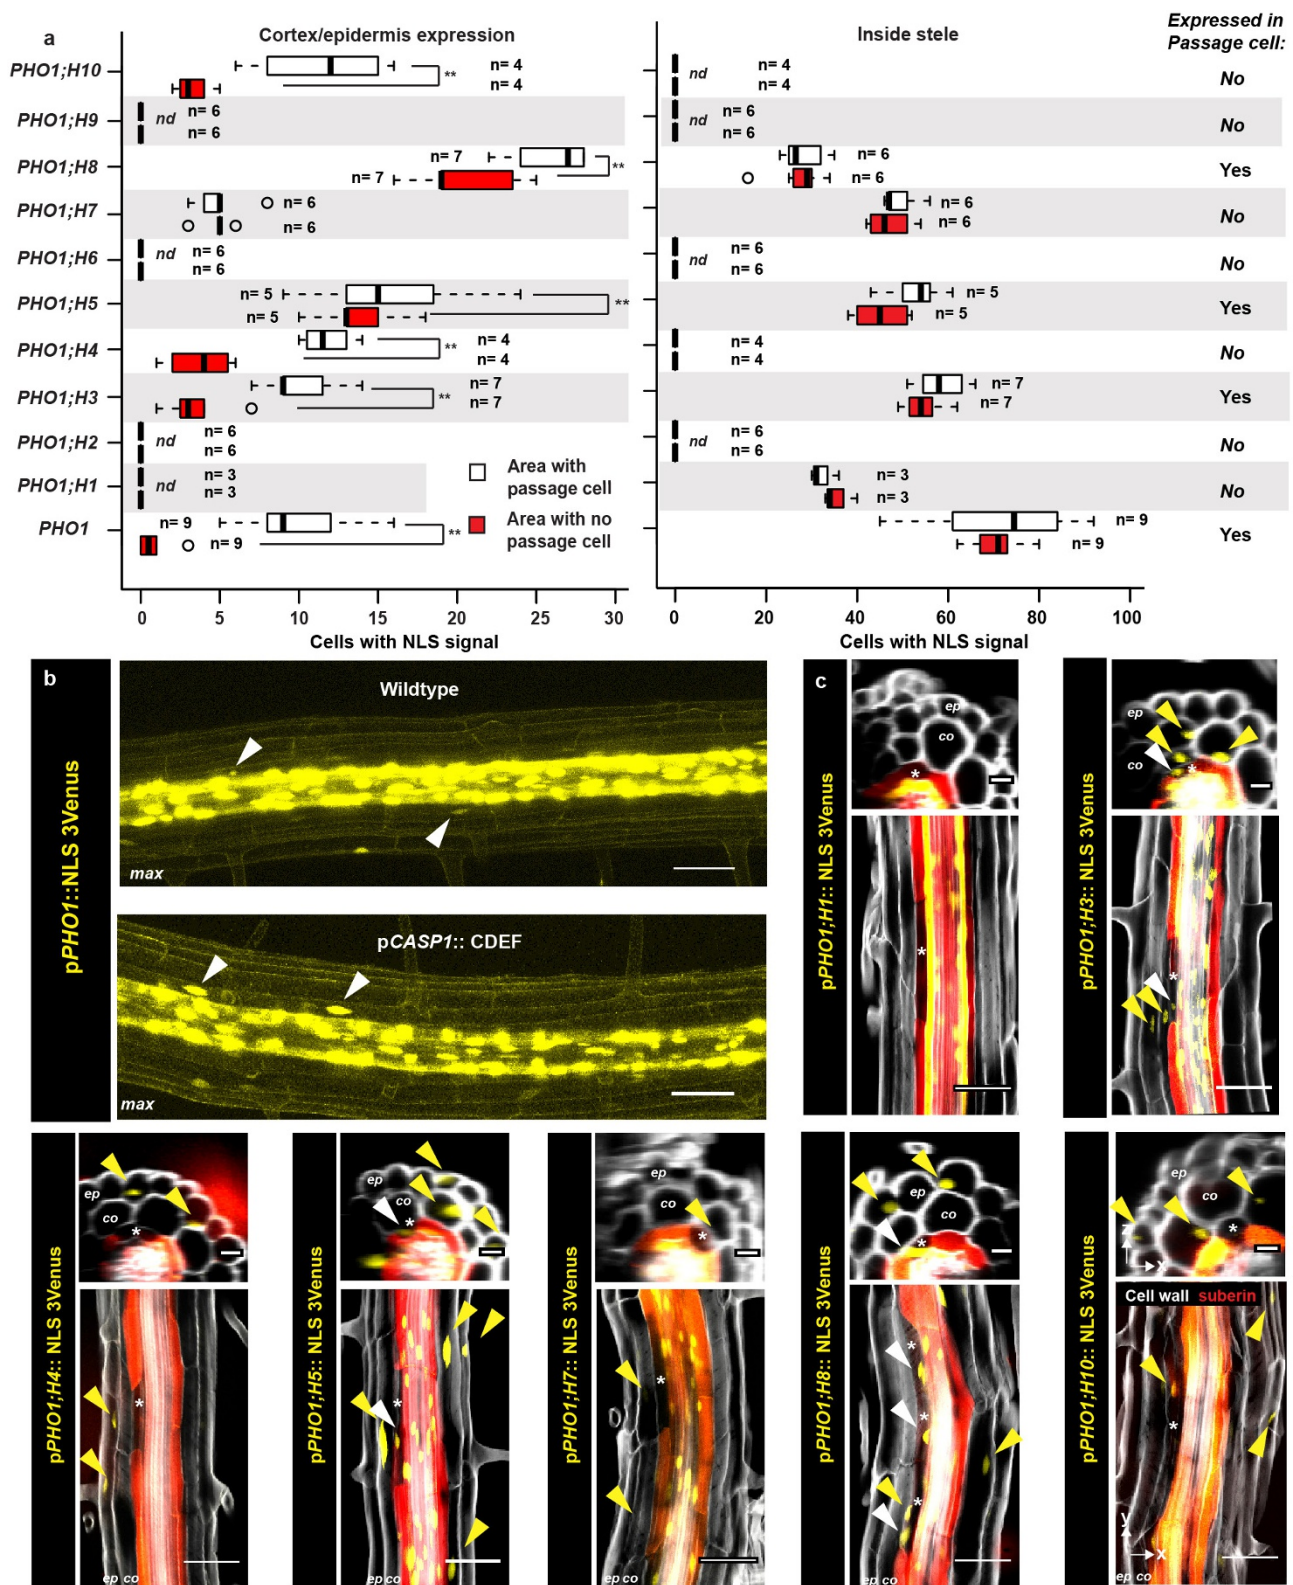 a
Cortex/epidermis expression
Inside stele
Expressed in
Passage cell:
PHO1;H10
n= 4
n= 4
**
nd
n= 4
n= 4
No
PHO1;H9
nd
n= 6
n= 6
nd
n= 6
n= 6
No
PHO1;H8
n= 7
n= 7
**
n= 6
n= 6
Yes
PHO1;H7
n= 6
n= 6
n= 6
n= 6
No
PHO1;H6
nd
n= 6
n= 6
nd
n= 6
n= 6
No
PHO1;H5
n= 5
n= 5
**
n= 5
n= 5
Yes
PHO1;H4
n= 4
n= 4
**
nd
n= 4
n= 4
No
PHO1;H3
n= 7
n= 7
**
n= 7
n= 7
Yes
PHO1;H2
nd
n= 6
n= 6
nd
n= 6
n= 6
No
PHO1;H1
nd
n= 3
n= 3
n= 3
n= 3
No
PHO1
n= 9
n= 9
**
n= 9
n= 9
Yes
Area with
passage cell
Area with no
passage cell
0 5 10 15 20 25 30
Cells with NLS signal
0 20 40 60 80 100
Cells with NLS signal
b
pPHO1::NLS 3Venus
Wildtype
max
pCASP1:: CDEF
max
c
pPHO1;H1:: NLS 3Venus
ep
co
*
*
pPHO1;H3:: NLS 3Venus
ep
co
*
*
pPHO1;H4:: NLS 3Venus
ep
co
*
*
ep co
pPHO1;H5:: NLS 3Venus
ep
co
*
*
ep co
pPHO1;H7:: NLS 3Venus
ep
co
*
*
ep co
pPHO1;H8:: NLS 3Venus
ep
co
*
*
*
*
ep co
pPHO1;H10:: NLS 3Venus
ep
co
*
z
x
Cell wall suberin
*
y
x
ep co